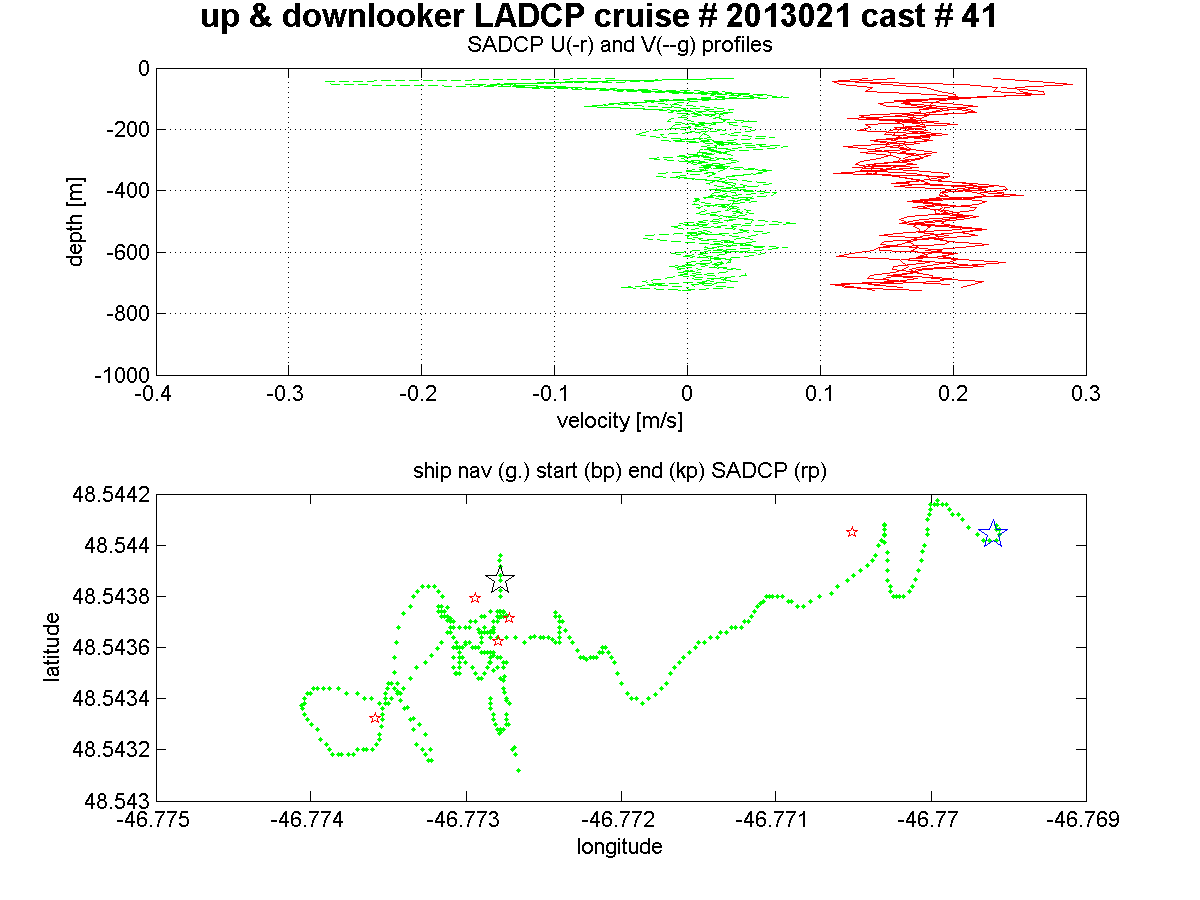 up & downlooker LADCP cruise # 2013021 cast # 41
SADCP U(-r) and V(--g) profiles
0
-200
-400
-600
-800
-1000
depth [m]
-0.4 -0.3 -0.2 -0.1 0 0.1 0.2 0.3
velocity [m/s]
ship nav (g.) start (bp) end (kp) SADCP (rp)
48.5442
48.544
48.5438
48.5436
48.5434
48.5432
48.543
latitude
-46.775 -46.774 -46.773 -46.772 -46.771 -46.77 -46.769
longitude